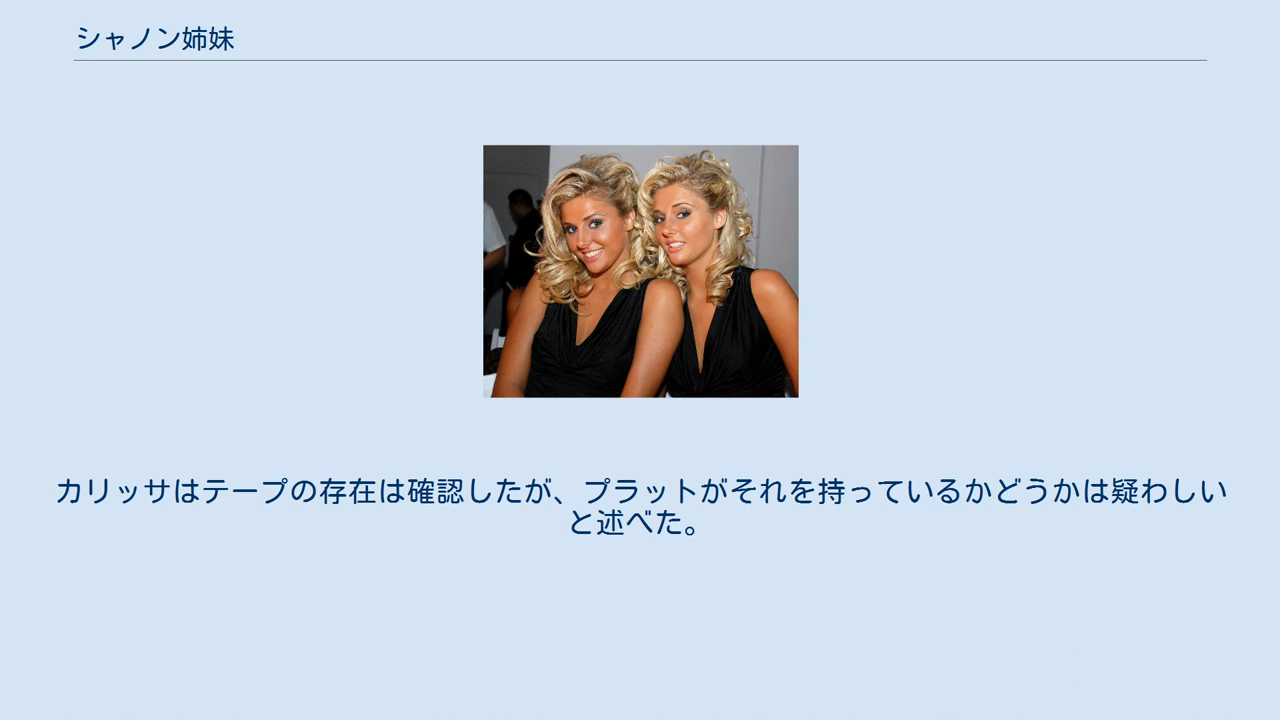 シャノン姉妹
カリッサはテープの存在は確認したが、プラットがそれを持っているかどうかは疑わしい
と述べた。